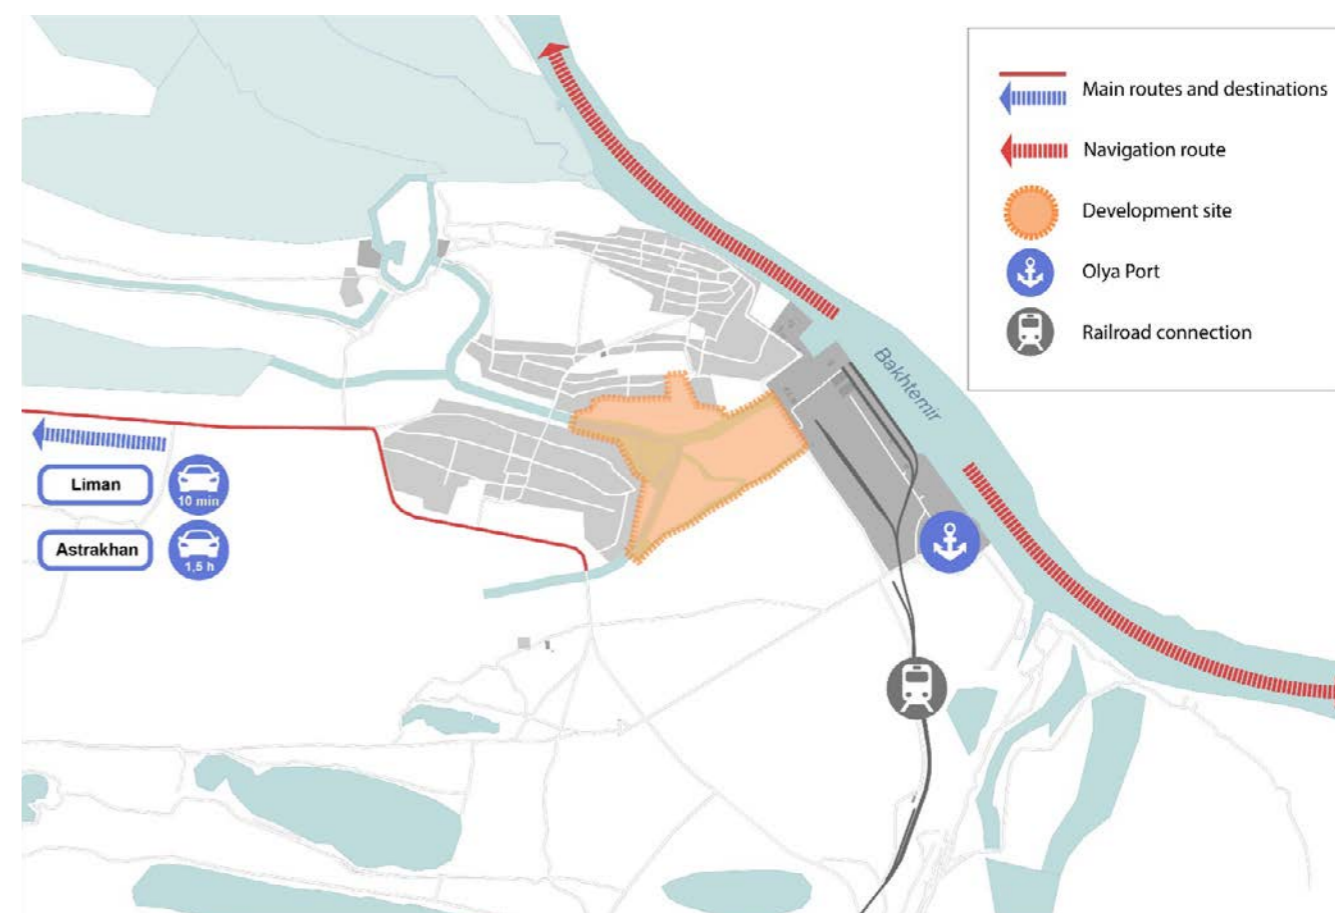 Main routes and destinations
Navigation route
Development site
Olya Port
Railroad connection
Bakhtemir
Liman
10 min
Astrakhan
1,5 h